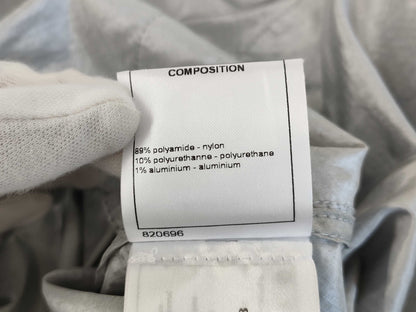 COMPOSITION
89% polyamide - nylon
10% polyurethanne - polyurethane
1% aluminium - aluminium
820696